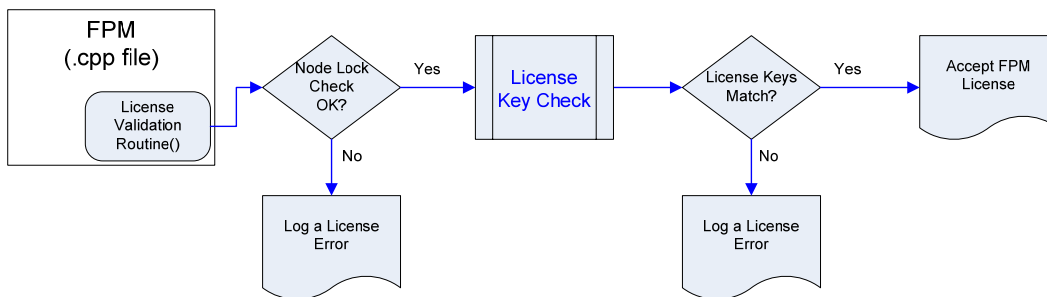 FPM
(.cpp file)
License
Validation
Routine()
Node Lock
Check
OK?
Yes
No
Log a License
Error
License
Key Check
License Keys
Match?
Yes
No
Log a License
Error
Accept FPM
License